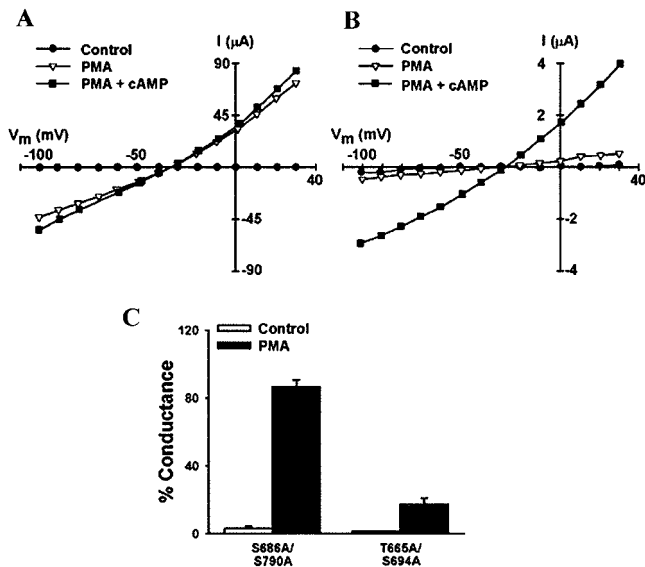 A
I (μA)
Control
PMA
PMA + cAMP
90
45
Vm (mV)
-100
-50
40
-45
-90
B
I (μA)
Control
PMA
PMA + cAMP
4
2
Vm (mV)
-100
-50
40
-2
-4
C
Control
PMA
% Conductance
120
80
40
0
S686A/
S790A
T665A/
S694A